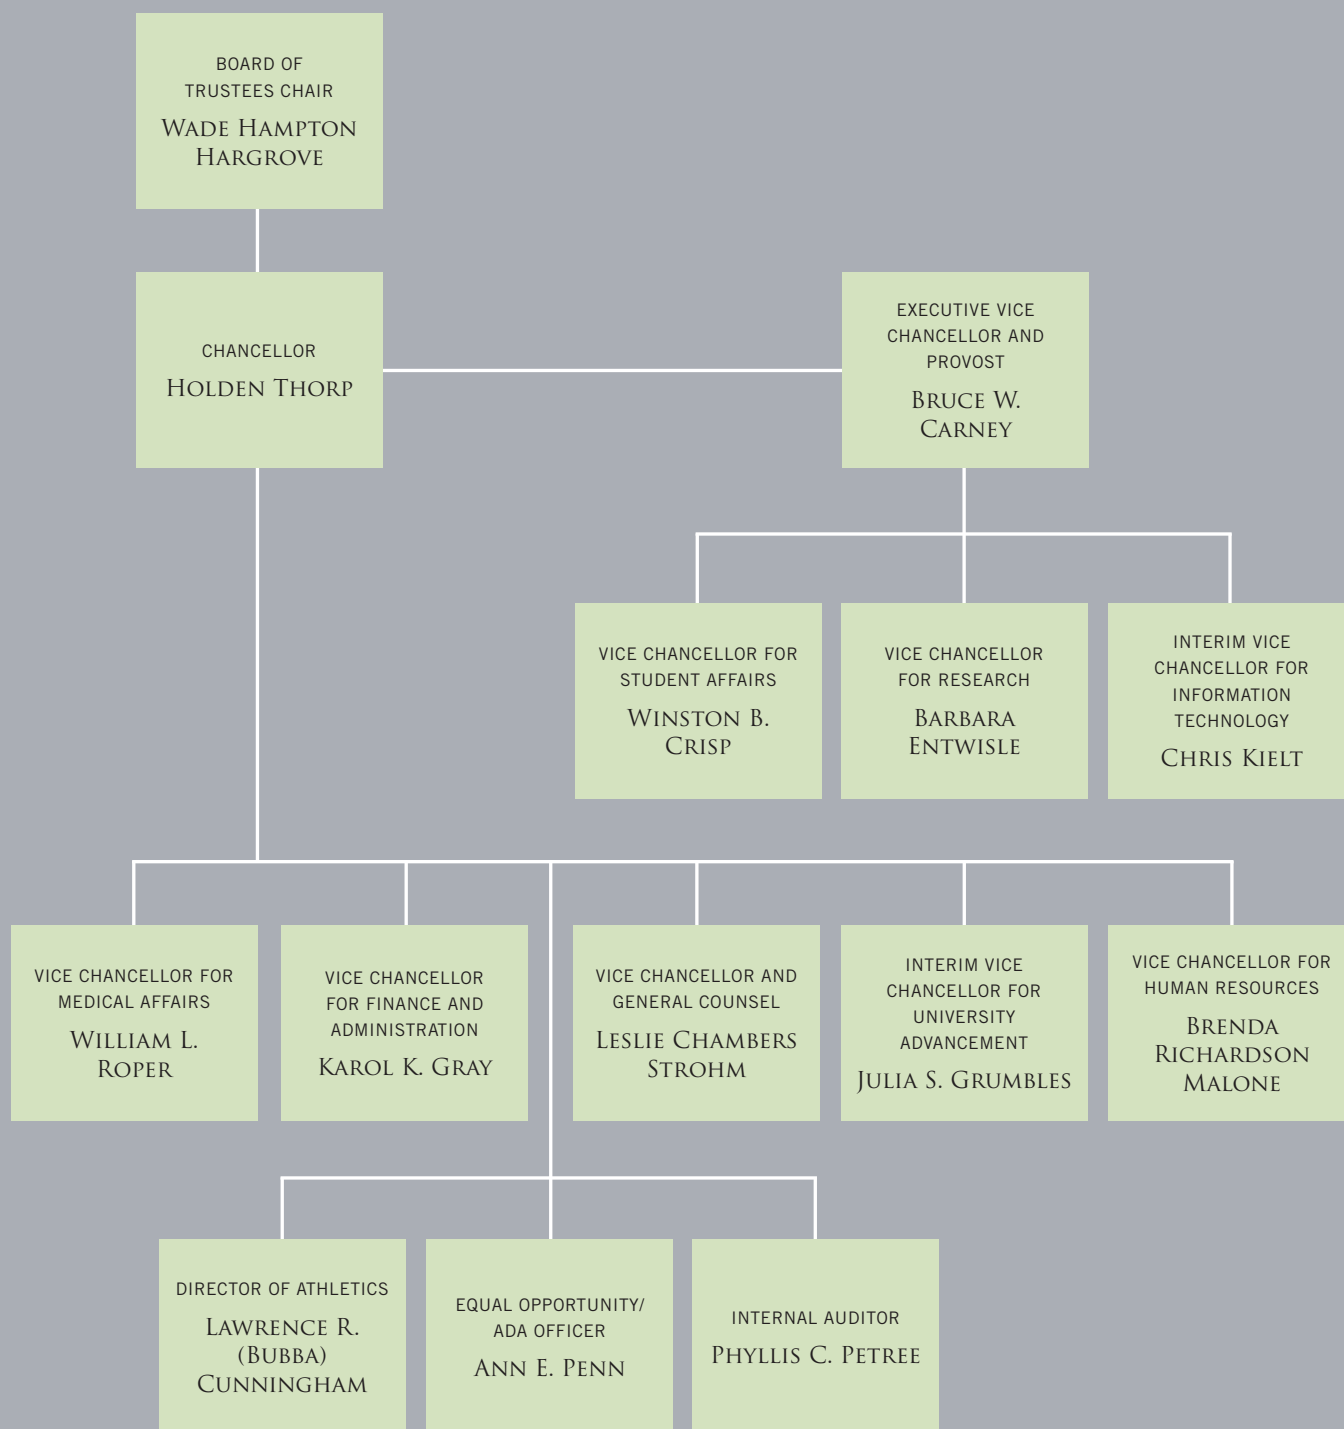 BOARD OF
TRUSTEES CHAIR
WADE HAMPTON
HARGROVE
CHANCELLOR
HOLDEN THORP
EXECUTIVE VICE
CHANCELLOR AND
PROVOST
BRUCE W.
CARNEY
VICE CHANCELLOR FOR
STUDENT AFFAIRS
WINSTON B.
CRISP
VICE CHANCELLOR
FOR RESEARCH
BARBARA
ENTWISLE
INTERIM VICE
CHANCELLOR FOR
INFORMATION
TECHNOLOGY
CHRIS KIELT
VICE CHANCELLOR FOR
MEDICAL AFFAIRS
WILLIAM L.
ROPER
VICE CHANCELLOR
FOR FINANCE AND
ADMINISTRATION
KAROL K. GRAY
VICE CHANCELLOR AND
GENERAL COUNSEL
LESLIE CHAMBERS
STROHM
INTERIM VICE
CHANCELLOR FOR
UNIVERSITY
ADVANCEMENT
JULIA S. GRUMBLES
VICE CHANCELLOR FOR
HUMAN RESOURCES
BRENDA
RICHARDSON
MALONE
DIRECTOR OF ATHLETICS
LAWRENCE R.
(BUBBA)
CUNNINGHAM
EQUAL OPPORTUNITY/
ADA OFFICER
ANN E. PENN
INTERNAL AUDITOR
PHYLLIS C. PETREE